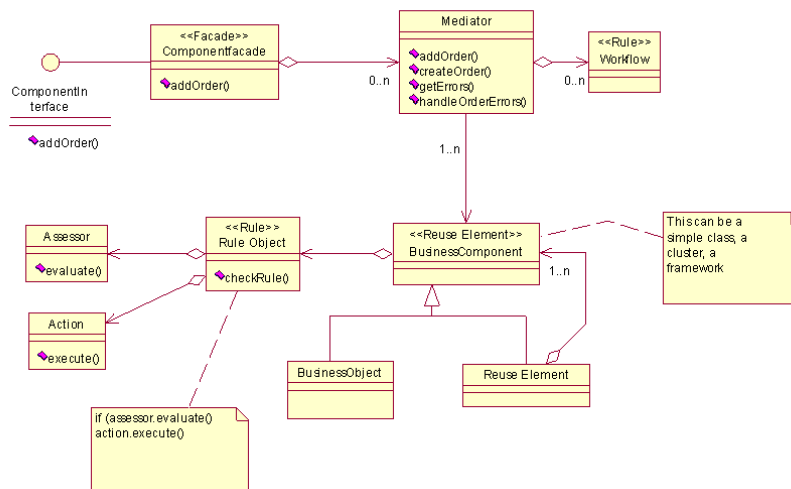 <<Facade>>
Componentfacade
addOrder()
ComponentIn
terface
addOrder()
0..n
Mediator
addOrder()
createOrder()
getErrors()
handleOrderErrors()
0..n
<<Rule>>
Workflow
1..n
Assessor
evaluate()
<<Rule>>
Rule Object
checkRule()
<<Reuse Element>>
BusinessComponent
1..n
This can be a
simple class, a
cluster, a
framework
Action
execute()
BusinessObject
Reuse Element
if (assessor.evaluate()
action.execute()